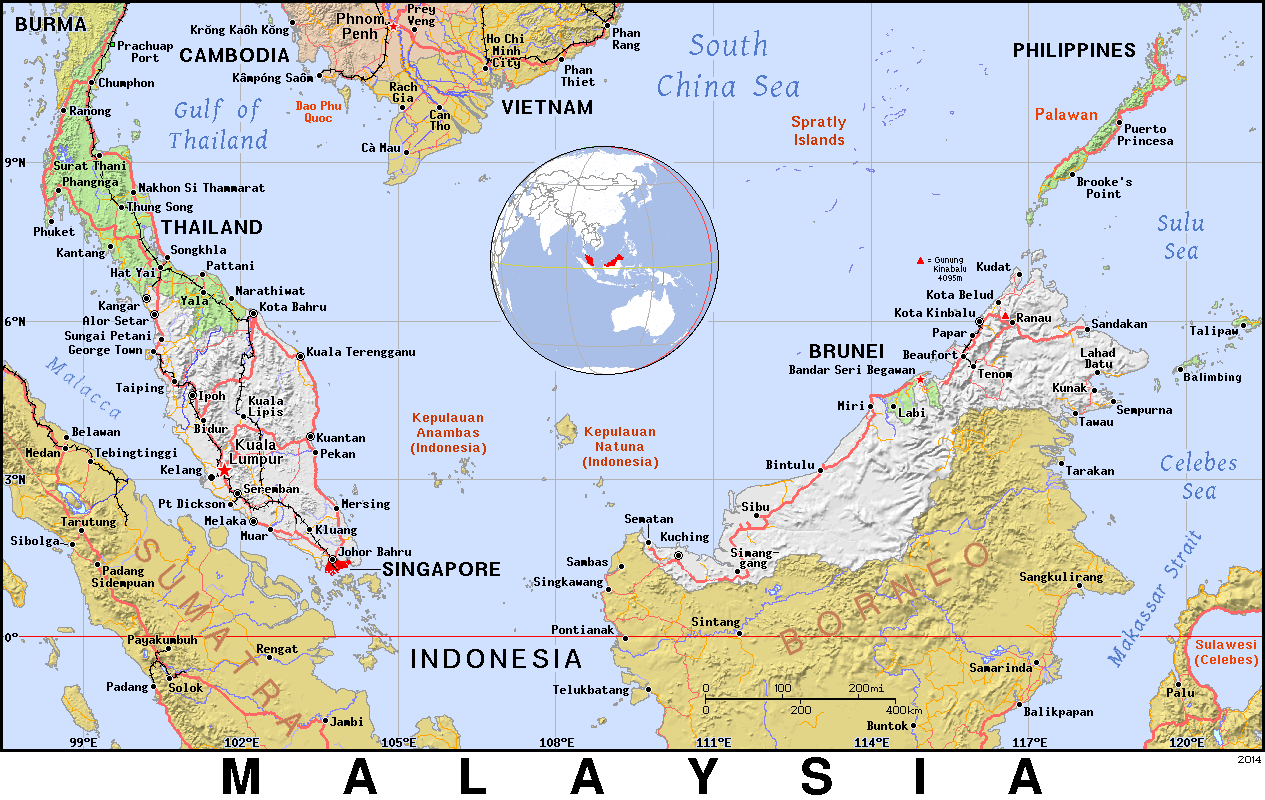 BURMA
Prachuap
Port
Krŏng Kaôh Kŏng
CAMBODIA
Phnom
Penh
Prey
Veng
Kâmpóng Saôm
Ho Chi
Minh
City
Phan
Rang
Phan
Thiet
South
China Sea
PHILIPPINES
Chumphon
Ranong
Gulf of
Thailand
Dao Phu
Quoc
Rach
Gia
Can
Tho
VIETNAM
Cà Mau
Spratly
Islands
Palawan
Puerto
Princesa
Brooke's
Point
9°N
Surat Thani
Phangnga
Nakhon Si Thammarat
Thung Song
Phuket
THAILAND
Kantang
Songkhla
Hat Yai
Pattani
Yala
Narathiwat
Sulu
Sea
= Gunung
Kinabalu
4095m
Kudat
Kota Belud
Kota Kinbalu
Ranau
Papar
Sandakan
Talipaw
Kangar
Alor Setar
Kota Bahru
6°N
Sungai Petani
George Town
Kuala Terengganu
BRUNEI
Bandar Seri Begawan
Beaufort
Tenom
Lahad
Datu
Kunak
Sempurna
Balimbing
Malacca
Taiping
Ipoh
Kuala
Lipis
Bidur
Miri
Labi
Tawau
Belawan
Medan
Tebingtinggi
Kuala
Lumpur
Kelang
Kuantan
Pekan
Kepulauan
Anambas
(Indonesia)
Kepulauan
Natuna
(Indonesia)
Bintulu
Tarakan
Celebes
Sea
3°N
Seremban
Pt Dickson
Melaka
Muar
Mersing
Kluang
Johor Bahru
SINGAPORE
Sibu
Sematan
Kuching
Simang-
gang
Tarutung
Sibolga
Padang
Sidempuan
SUMATRA
Sambas
Singkawang
BORNEO
Sangkulirang
Makassar Strait
0°
Payakumbuh
Rengat
Pontianak
Sintang
INDONESIA
Sulawesi
(Celebes)
Samarinda
Padang
Solok
Jambi
Telukbatang
0 100 200mi
0 200 400km
Buntok
Balikpapan
Palu
99°E 102°E 105°E 108°E 111°E 114°E 117°E 120°E
2014
MALAYSIA